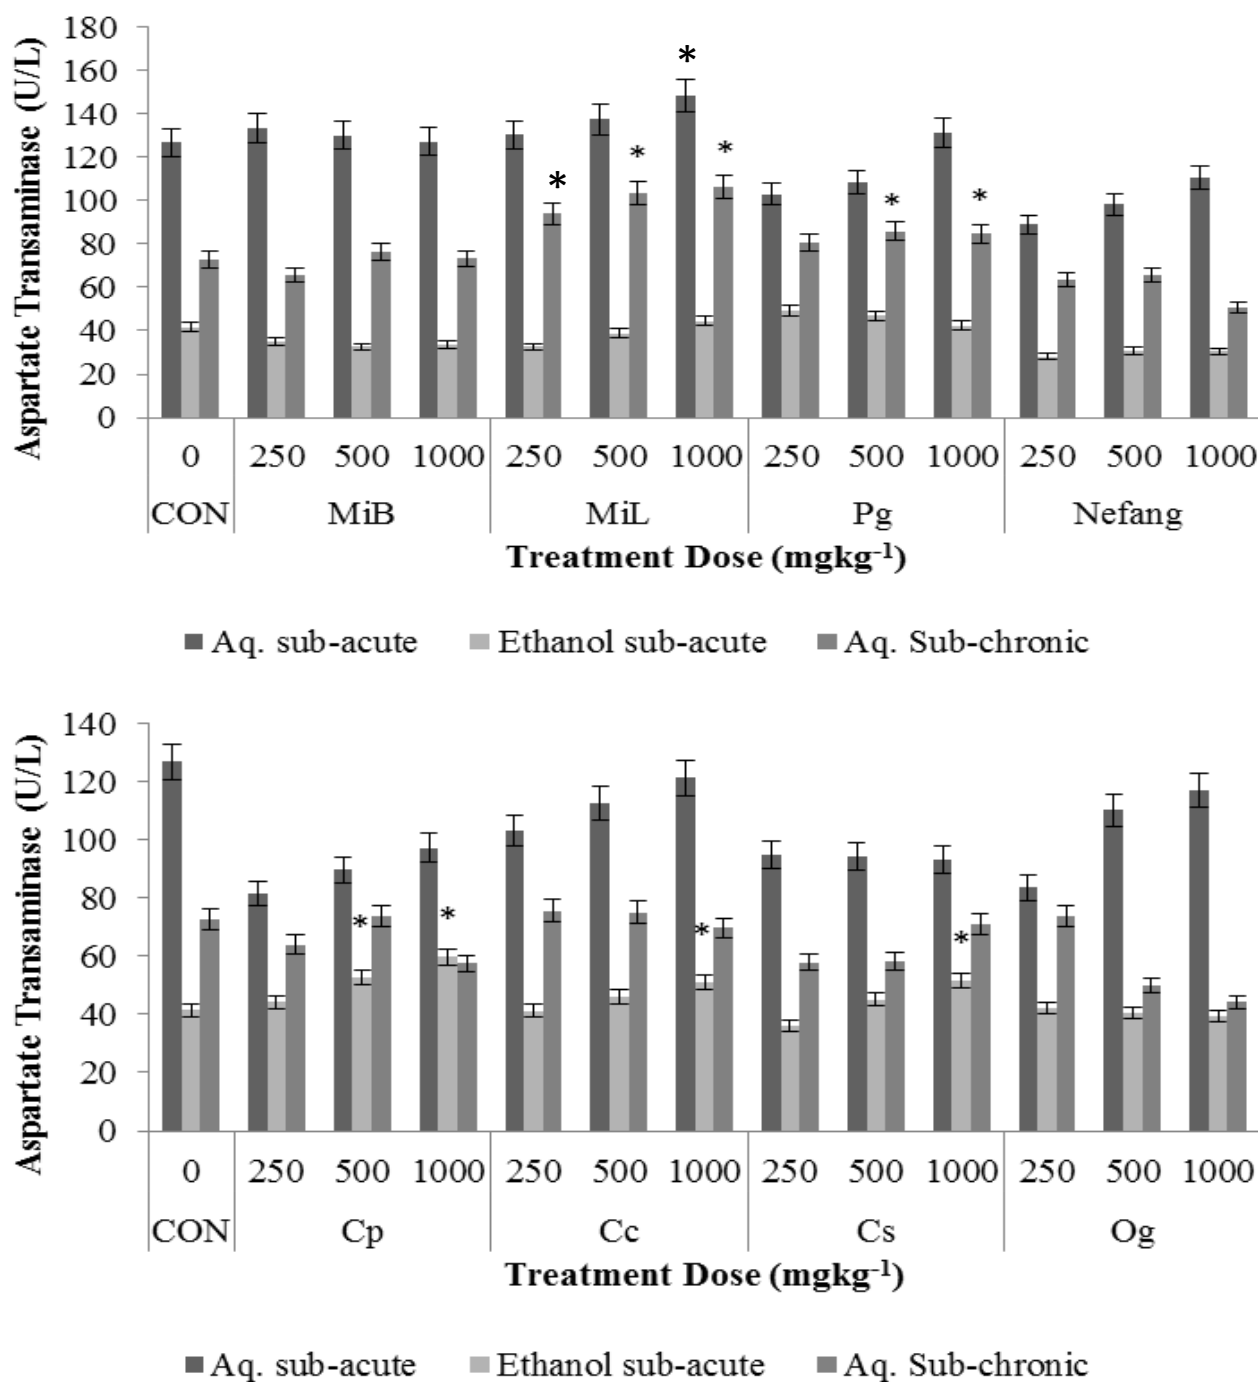 180
160
140
120
100
80
60
40
20
0
Aspartate Transaminase (U/L)
* * * * * *
0 250 500 1000 250 500 1000 250 500 1000 250 500 1000
CON MiB MiL Pg Nefang
Treatment Dose (mgkg⁻¹)
Aq. sub-acute Ethanol sub-acute Aq. Sub-chronic
140
120
100
80
60
40
20
0
Aspartate Transaminase (U/L)
* * * *
0 250 500 1000 250 500 1000 250 500 1000 250 500 1000
CON Cp Cc Cs Og
Treatment Dose (mgkg⁻¹)
Aq. sub-acute Ethanol sub-acute Aq. Sub-chronic